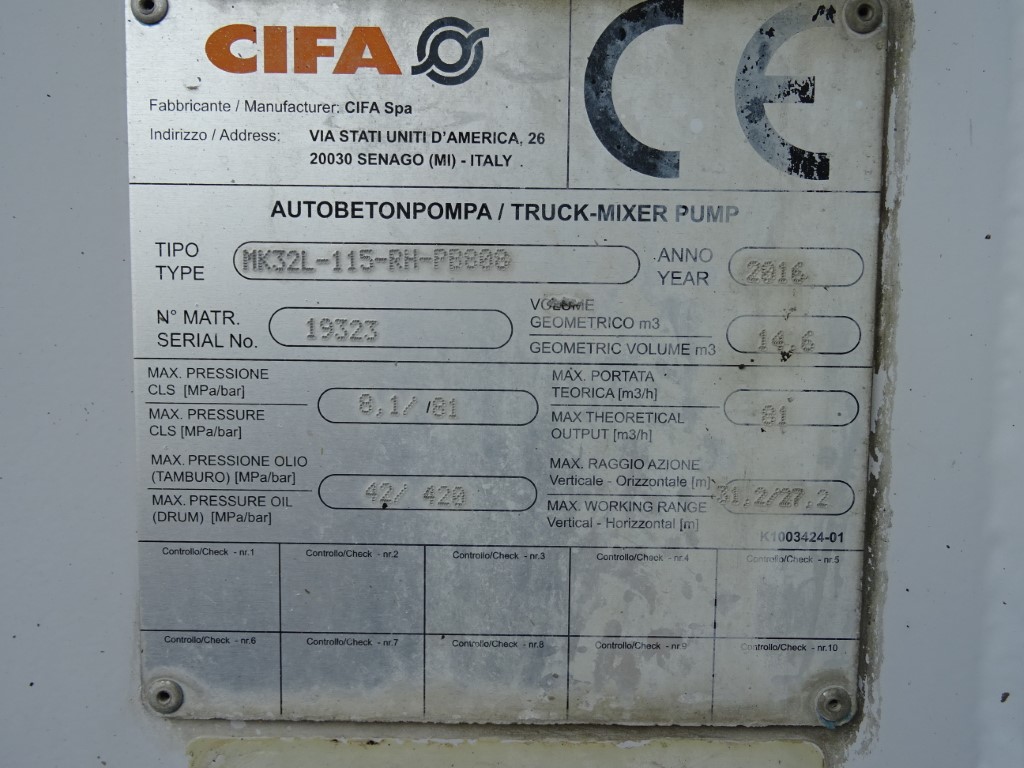 CIFA
CE
Fabbricante / Manufacturer: CIFA Spa
Indirizzo / Address: VIA STATI UNITI D'AMERICA, 26
20030 SENAGO (MI) - ITALY
AUTOBETONPOMPA / TRUCK-MIXER PUMP
TIPO
TYPE
MK32L-115-RH-PB808
ANNO
YEAR
2016
N° MATR.
SERIAL No.
19323
VOLUME
GEOMETRICO m3
GEOMETRIC VOLUME m3
14,6
MAX. PRESSIONE
CLS [MPa/bar]
MAX. PRESSURE
CLS [MPa/bar]
8,1/ 81
MAX. PORTATA
TEORICA [m3/h]
MAX THEORETICAL
OUTPUT [m3/h]
81
MAX. PRESSIONE OLIO
(TAMBURO) [MPa/bar]
MAX. PRESSURE OIL
(DRUM) [MPa/bar]
42/ 420
MAX. RAGGIO AZIONE
Verticale - Orizzontale [m]
MAX. WORKING RANGE
Vertical - Horizzontal [m]
31,2/27,2
K1003424-01
Controllo/Check - nr.1
Controllo/Check - nr.2
Controllo/Check - nr.3
Controllo/Check - nr.4
Controllo/Check - nr.5
Controllo/Check - nr.6
Controllo/Check - nr.7
Controllo/Check - nr.8
Controllo/Check - nr.9
Controllo/Check - nr.10